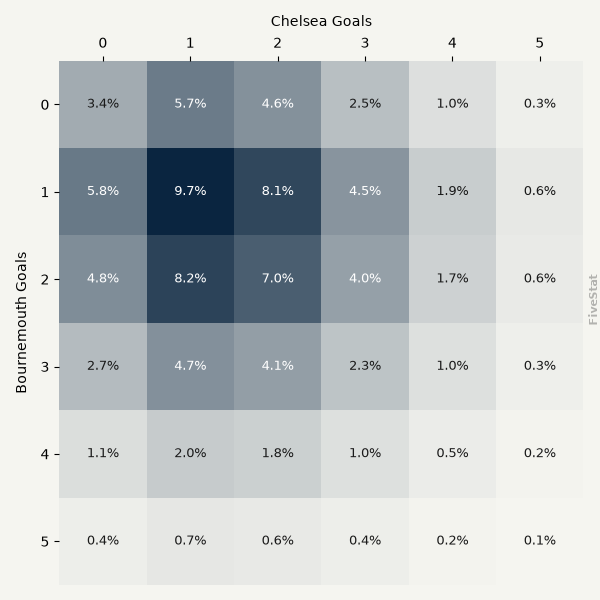 Chelsea Goals
0 1 2 3 4 5
0 3.4% 5.7% 4.6% 2.5% 1.0% 0.3%
1 5.8% 9.7% 8.1% 4.5% 1.9% 0.6%
2 4.8% 8.2% 7.0% 4.0% 1.7% 0.6%
3 2.7% 4.7% 4.1% 2.3% 1.0% 0.3%
4 1.1% 2.0% 1.8% 1.0% 0.5% 0.2%
5 0.4% 0.7% 0.6% 0.4% 0.2% 0.1%
Bournemouth Goals
FiveStat